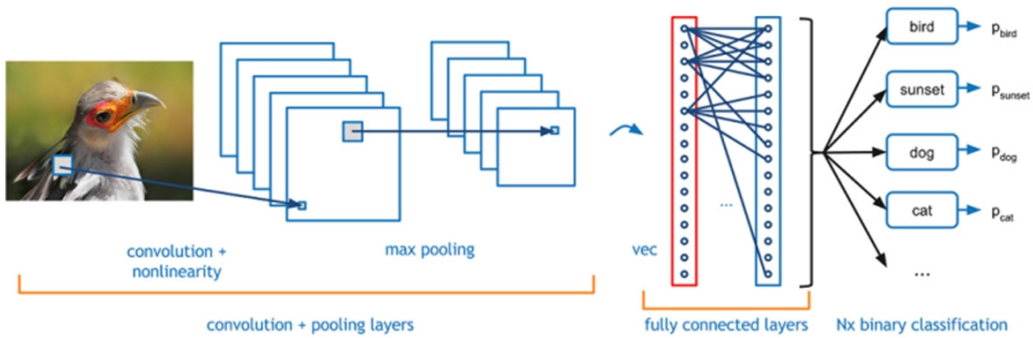 bird
p_bird
sunset
p_sunset
dog
p_dog
cat
p_cat
...
...
convolution +
nonlinearity
max pooling
vec
convolution + pooling layers
fully connected layers
Nx binary classification